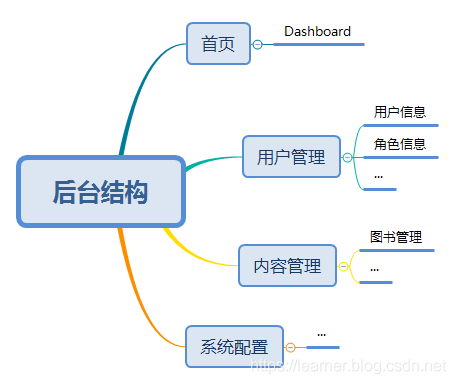 首页
Dashboard
用户信息
用户管理
角色信息
...
后台结构
图书管理
内容管理
...
...
系统配置
https://learner.blog.csdn.net